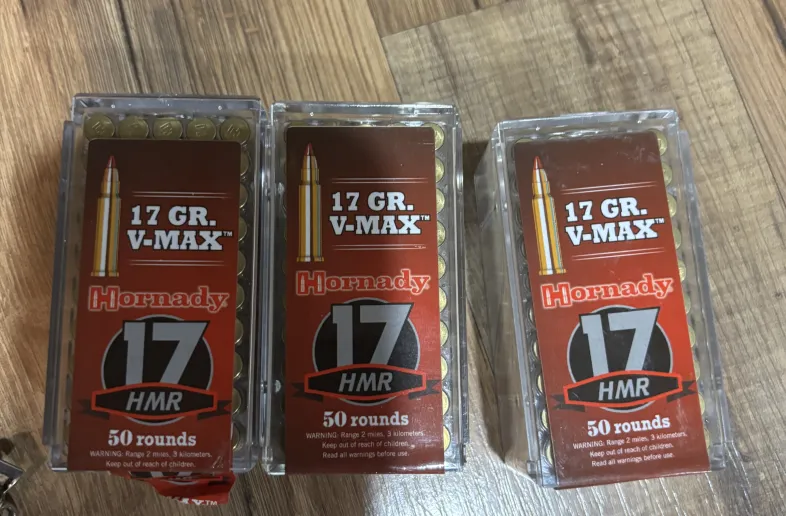 17 GR.
V-MAX™
Hornady
17
HMR
50 rounds
WARNING: Range 2 miles, 3 kilometers.
Keep out of reach of children.
17
V-MAX™
17 GR.
V-MAX™
Hornady
17
HMR
50 rounds
WARNING: Range 2 miles, 3 kilometers.
Keep out of reach of children.
Read all warnings before use.
17 GR.
V-MAX™
Hornady
17
HMR
50 rounds
WARNING: Range 2 miles, 3 kilometers.
Keep out of reach of children.
Read all warnings before use.